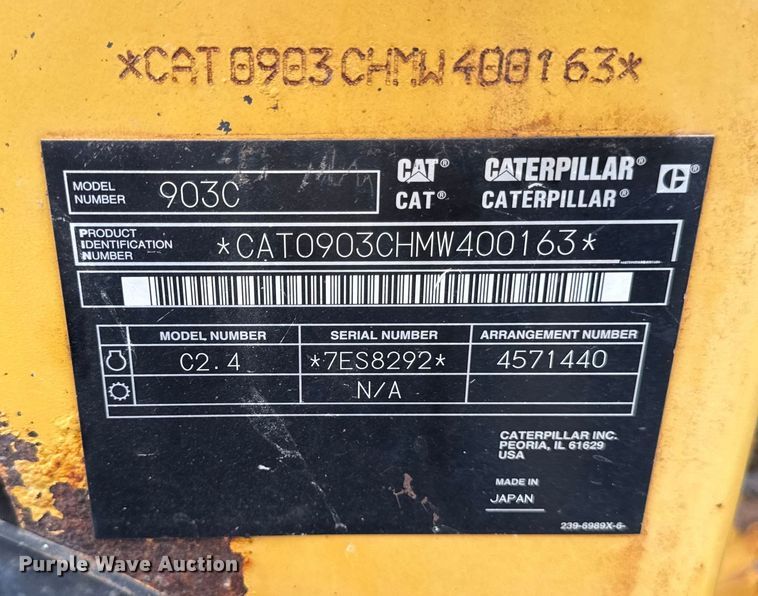 *CAT0903CHMW400163*
MODEL NUMBER 903C
CAT® CATERPILLAR®
CAT® CATERPILLAR®
PRODUCT IDENTIFICATION NUMBER *CAT0903CHMW400163*
MODEL NUMBER SERIAL NUMBER ARRANGEMENT NUMBER
C2.4 *7ES8292* 4571440
N/A
CATERPILLAR INC.
PEORIA, IL 61629
USA
MADE IN
JAPAN
239-6989X-6-
Purple Wave Auction